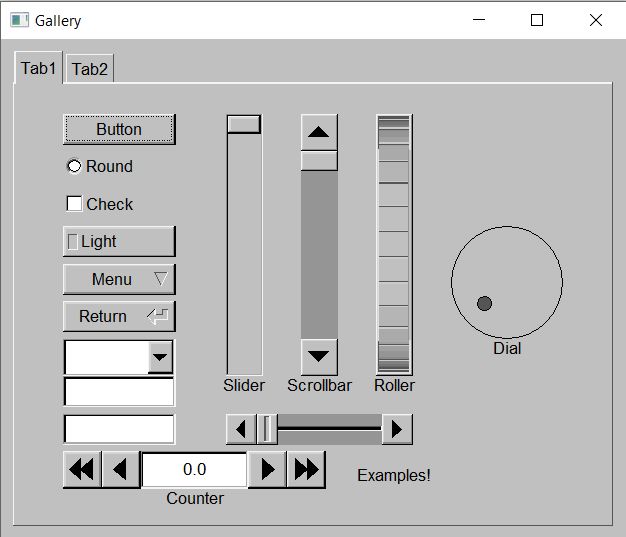 Gallery
Tab1 Tab2
Button
Round
Check
Light
Menu
Return
Slider Scrollbar Roller
Dial
0.0
Counter
Examples!